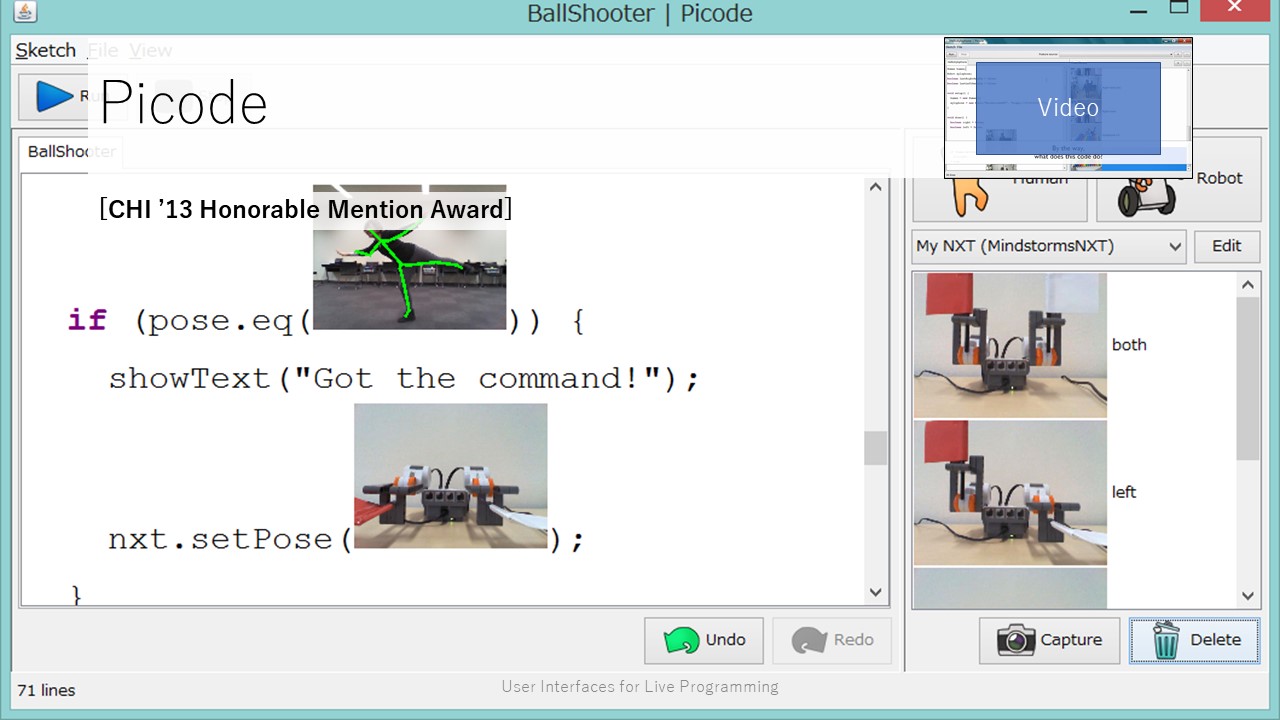 BallShooter | Picode
Sketch File View
Picode
Video
By the way,
what does this code do?
BallShooter
Human
Robot
[CHI ’13 Honorable Mention Award]
My NXT (MindstormsNXT)
Edit
if (pose.eq( )) {
both
showText("Got the command!");
left
nxt.setPose( );
}
Undo
Redo
Capture
Delete
71 lines
User Interfaces for Live Programming